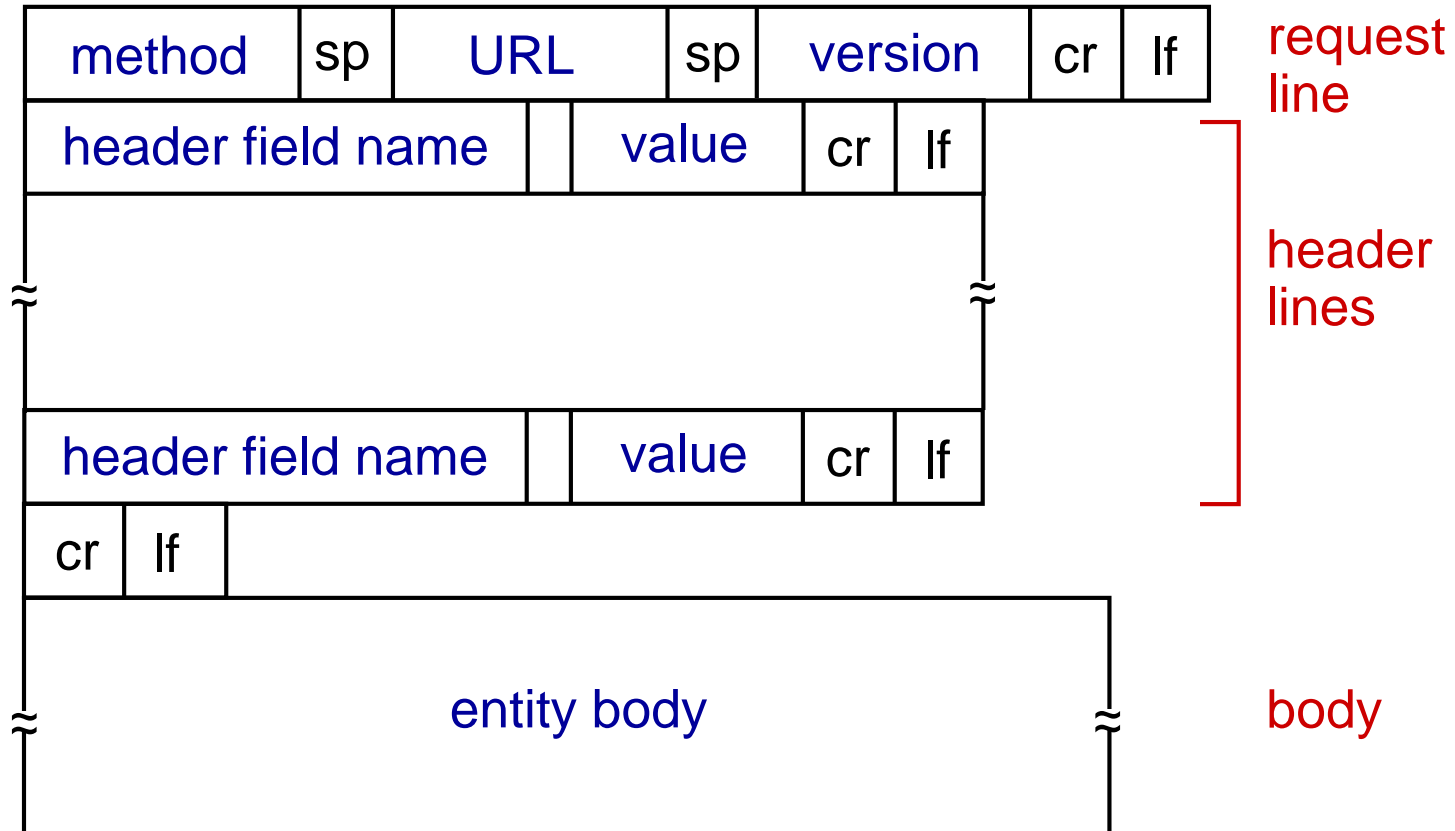 method sp URL sp version cr lf request
line
header field name value cr lf
header
lines
header field name value cr lf
cr lf
entity body body